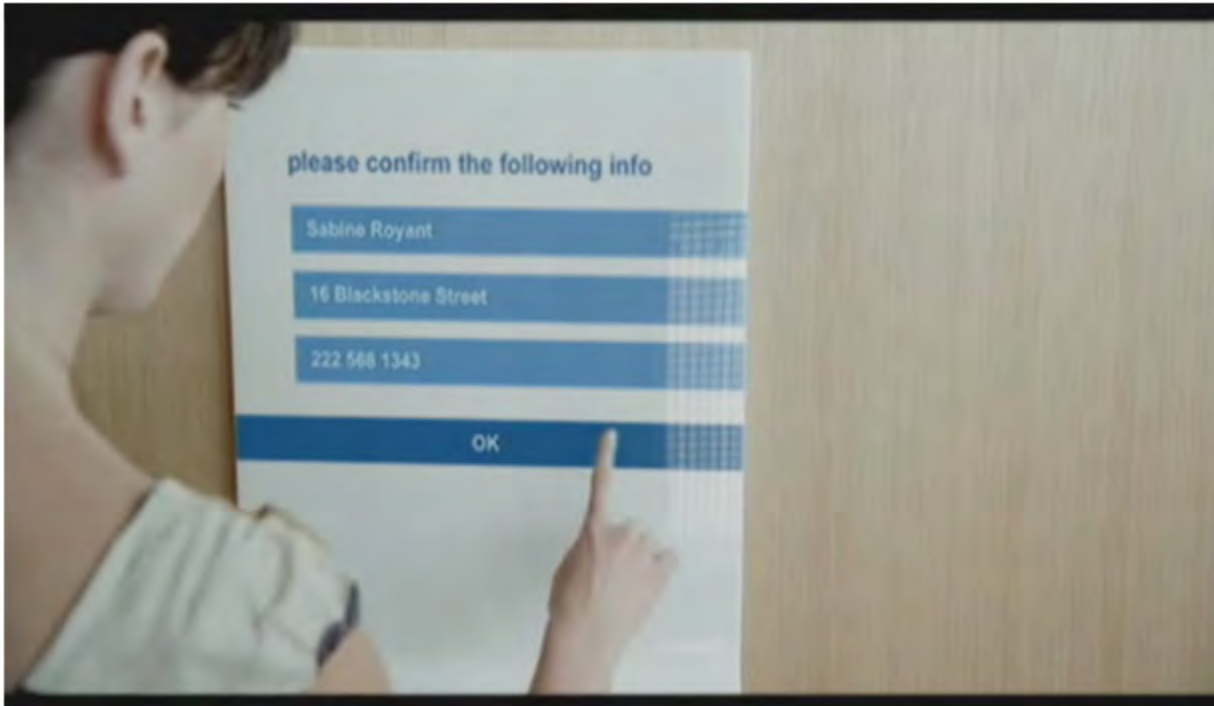 please confirm the following info
Sabine Royant
16 Blackstone Street
222 568 1343
OK